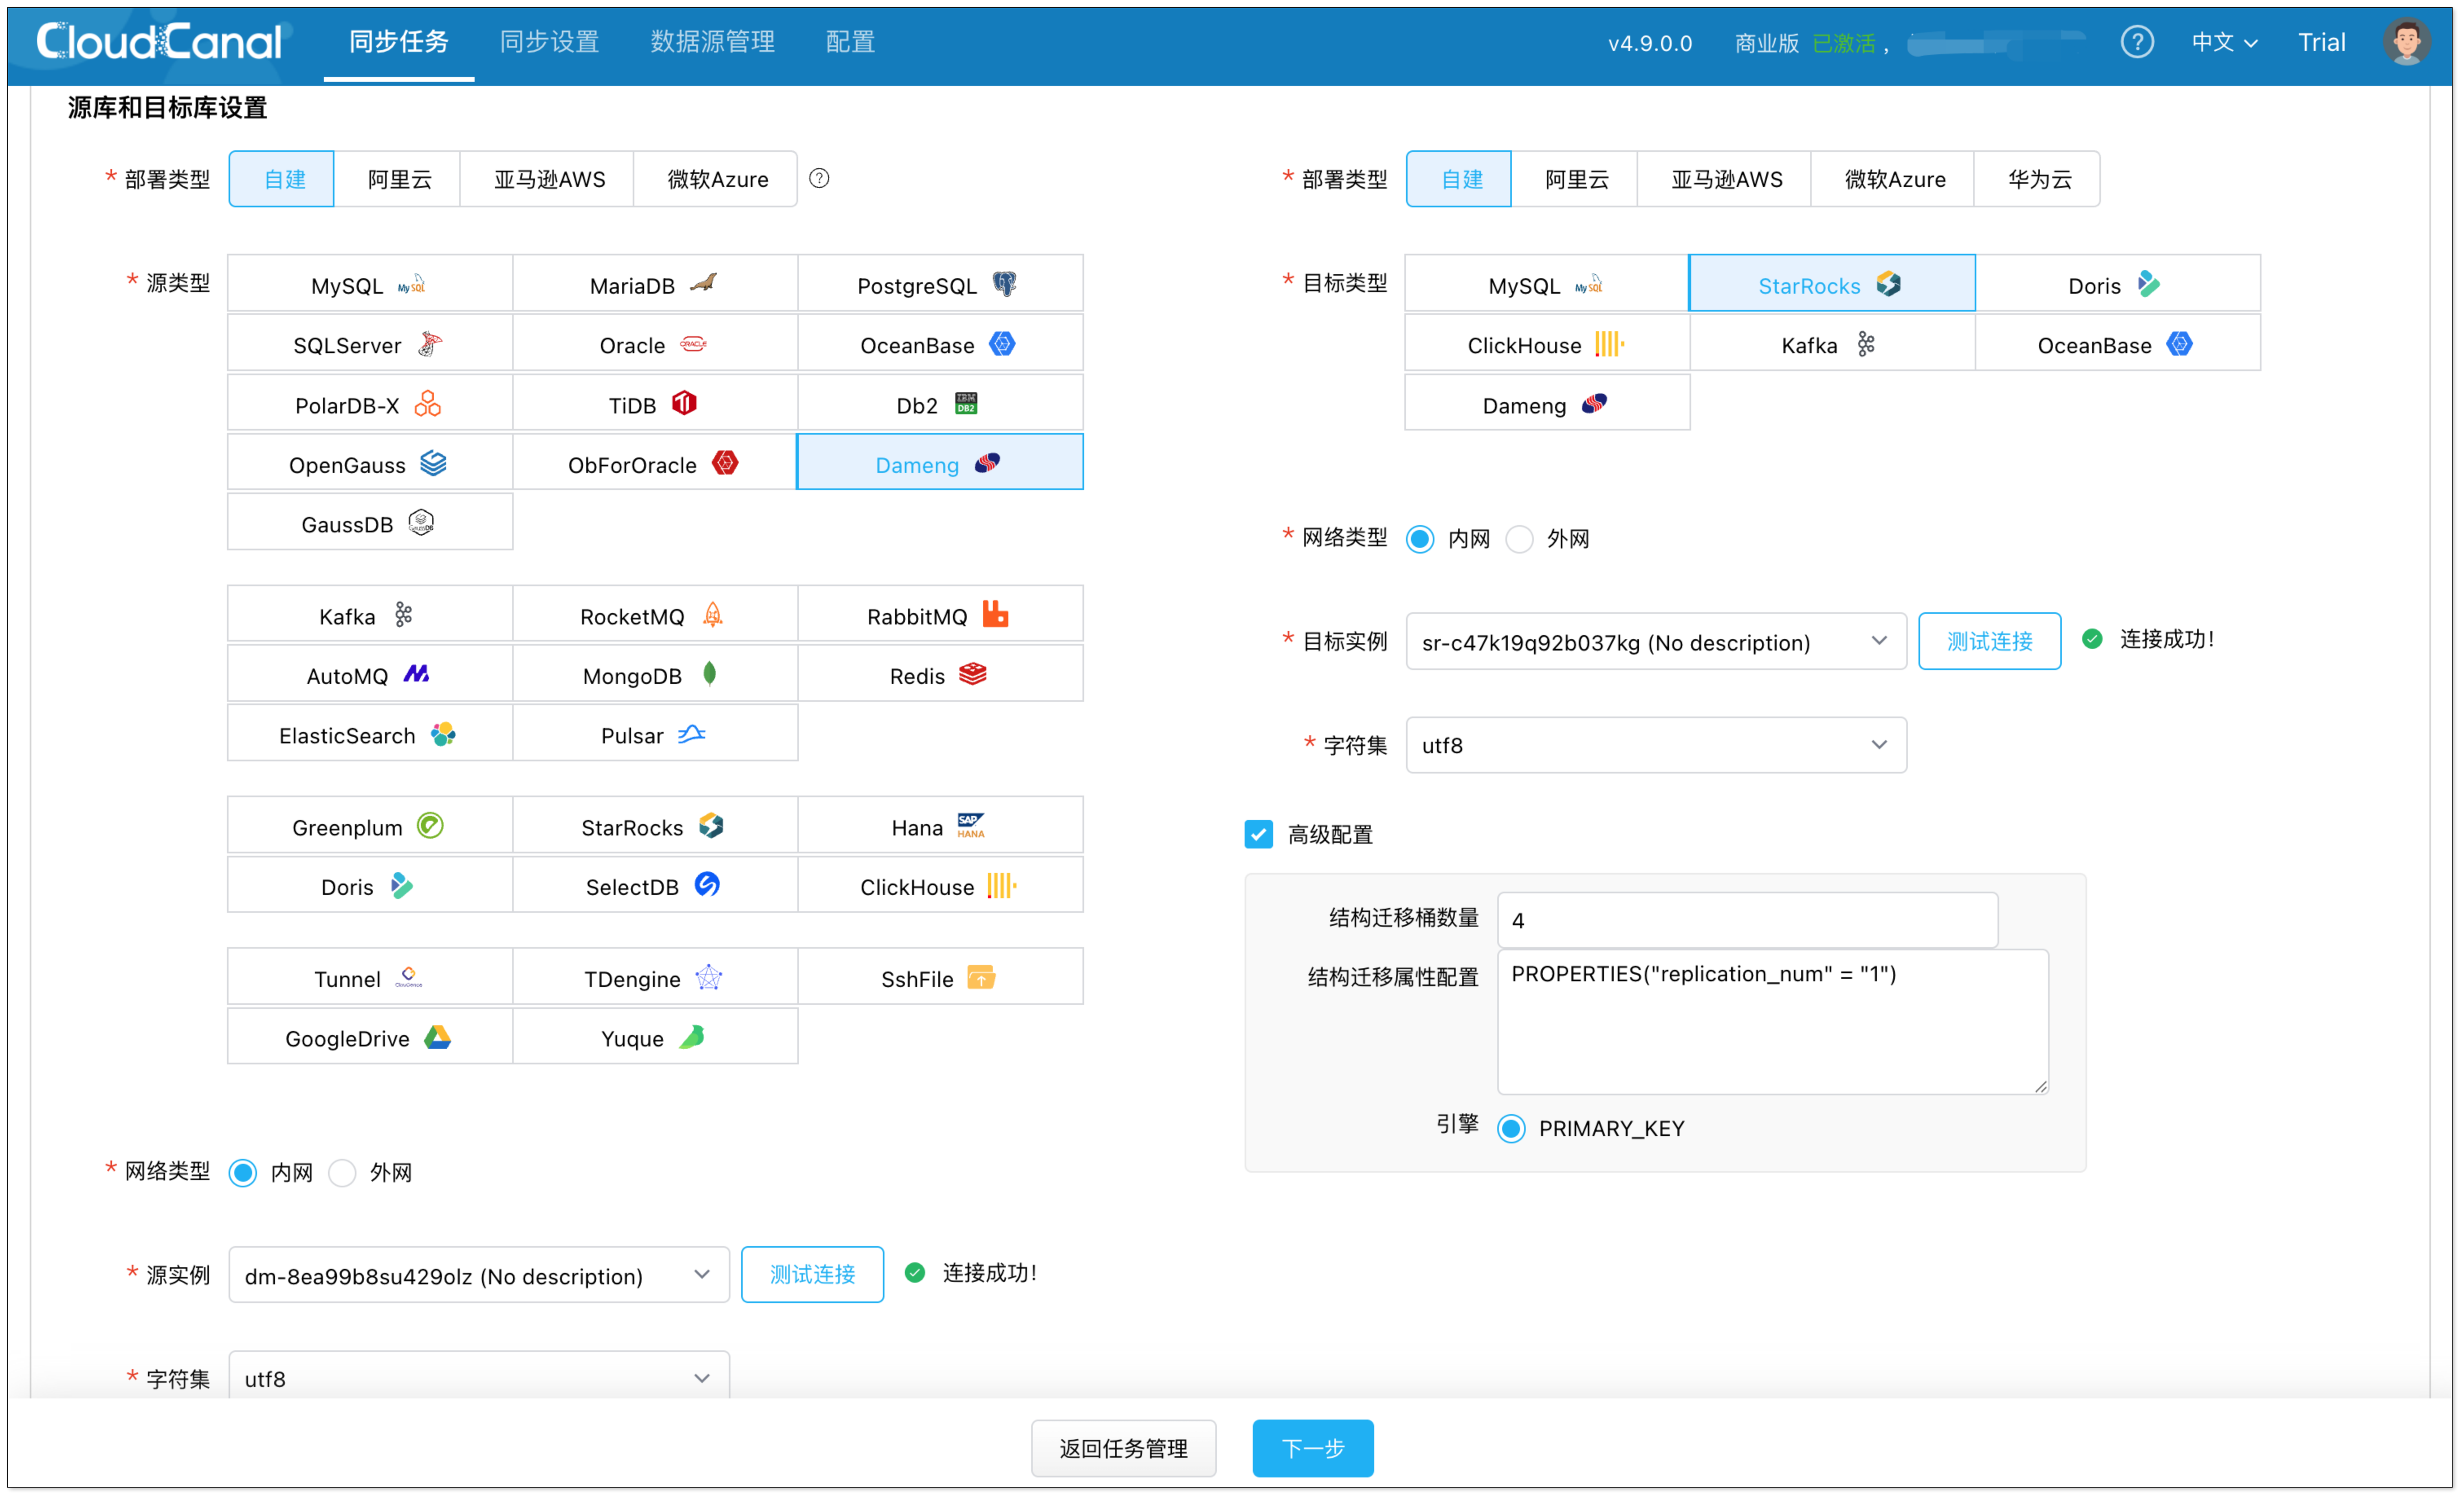 CloudCanal 同步任务 同步设置 数据源管理 配置 v4.9.0.0 商业版 已激活 , 中文 Trial
源库和目标库设置
* 部署类型 自建 阿里云 亚马逊AWS 微软Azure
* 源类型 MySQL MariaDB PostgreSQL
SQLServer Oracle OceanBase
PolarDB-X TiDB Db2
OpenGauss ObForOracle Dameng
GaussDB
Kafka RocketMQ RabbitMQ
AutoMQ MongoDB Redis
ElasticSearch Pulsar
Greenplum StarRocks Hana
Doris SelectDB ClickHouse
Tunnel TDengine SshFile
GoogleDrive Yuque
* 网络类型 内网 外网
* 源实例 dm-8ea99b8su429olz (No description) 测试连接 连接成功!
* 字符集 utf8
* 部署类型 自建 阿里云 亚马逊AWS 微软Azure 华为云
* 目标类型 MySQL StarRocks Doris
ClickHouse Kafka OceanBase
Dameng
* 网络类型 内网 外网
* 目标实例 sr-c47k19q92b037kg (No description) 测试连接 连接成功!
* 字符集 utf8
高级配置
结构迁移桶数量 4
结构迁移属性配置 PROPERTIES("replication_num" = "1")
引擎 PRIMARY_KEY
返回任务管理 下一步